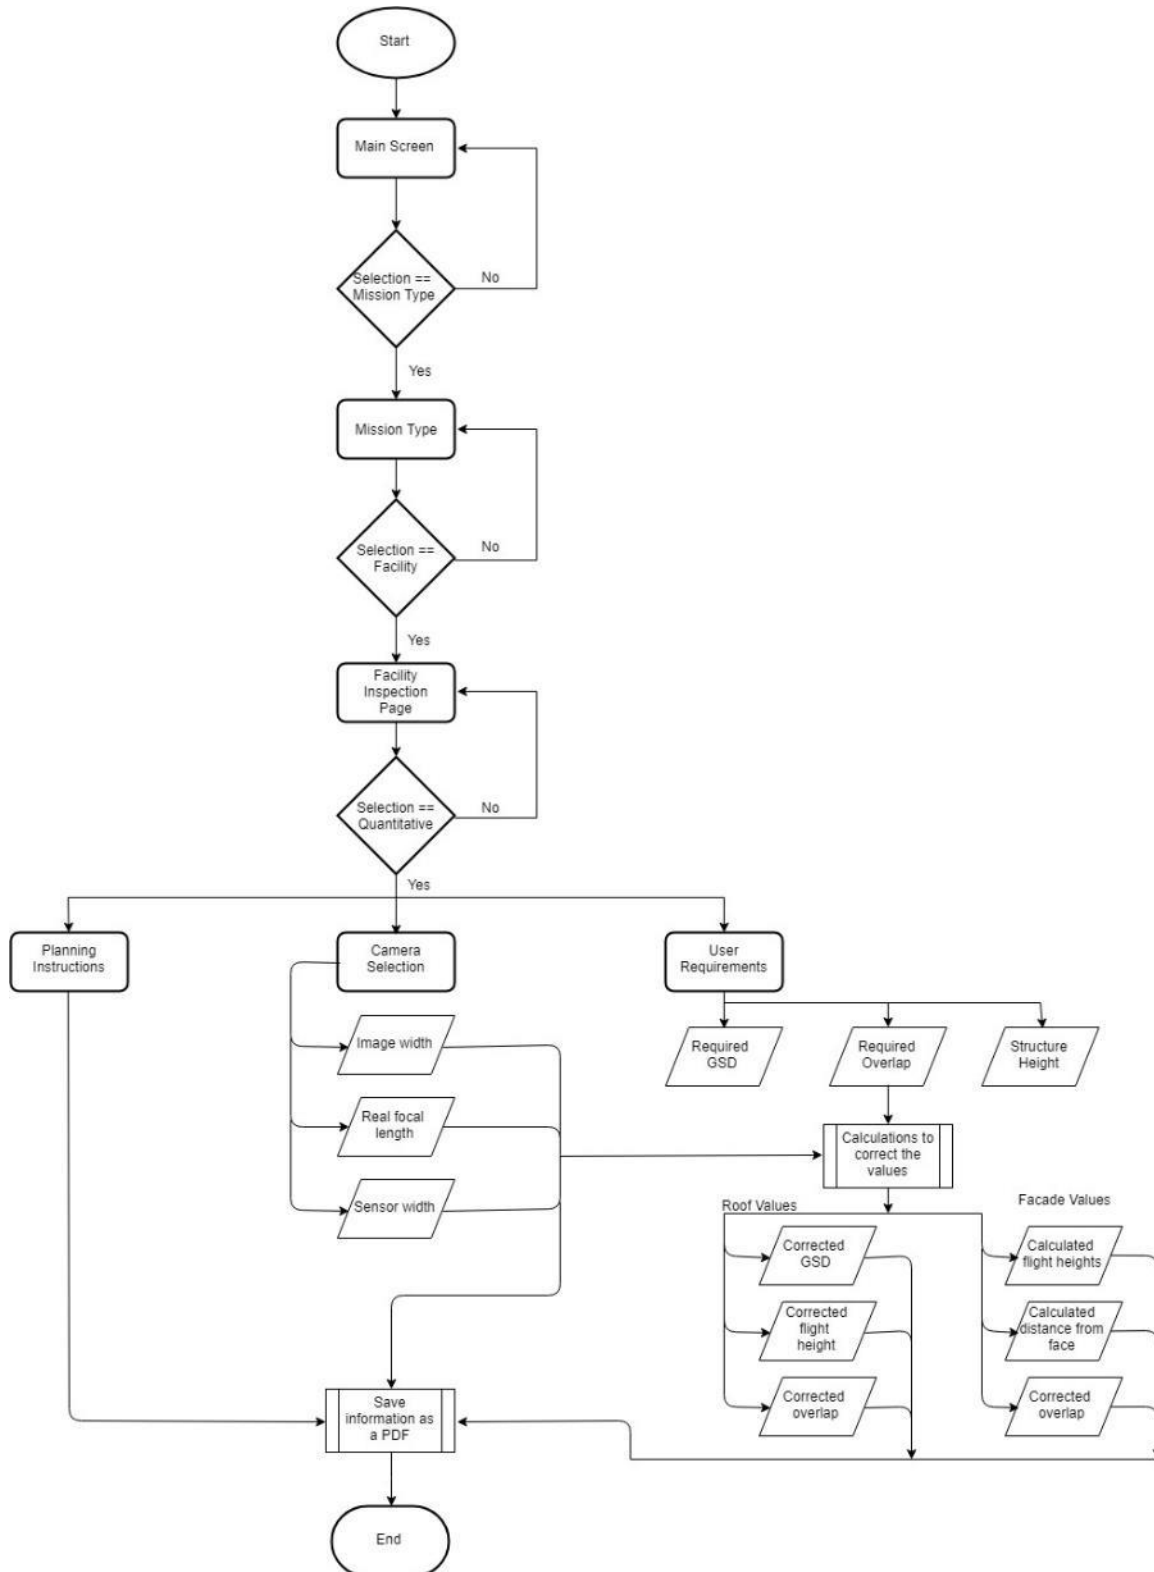 Start
Main Screen
Selection ==
Mission Type
No
Yes
Mission Type
Selection ==
Facility
No
Yes
Facility
Inspection
Page
Selection ==
Quantitative
No
Yes
Planning
Instructions
Camera
Selection
User
Requirements
Image width
Real focal
length
Sensor width
Required
GSD
Required
Overlap
Structure
Height
Calculations to
correct the
values
Roof Values
Facade Values
Corrected
GSD
Corrected
flight
height
Corrected
overlap
Calculated
flight heights
Calculated
distance from
face
Corrected
overlap
Save
information as
a PDF
End